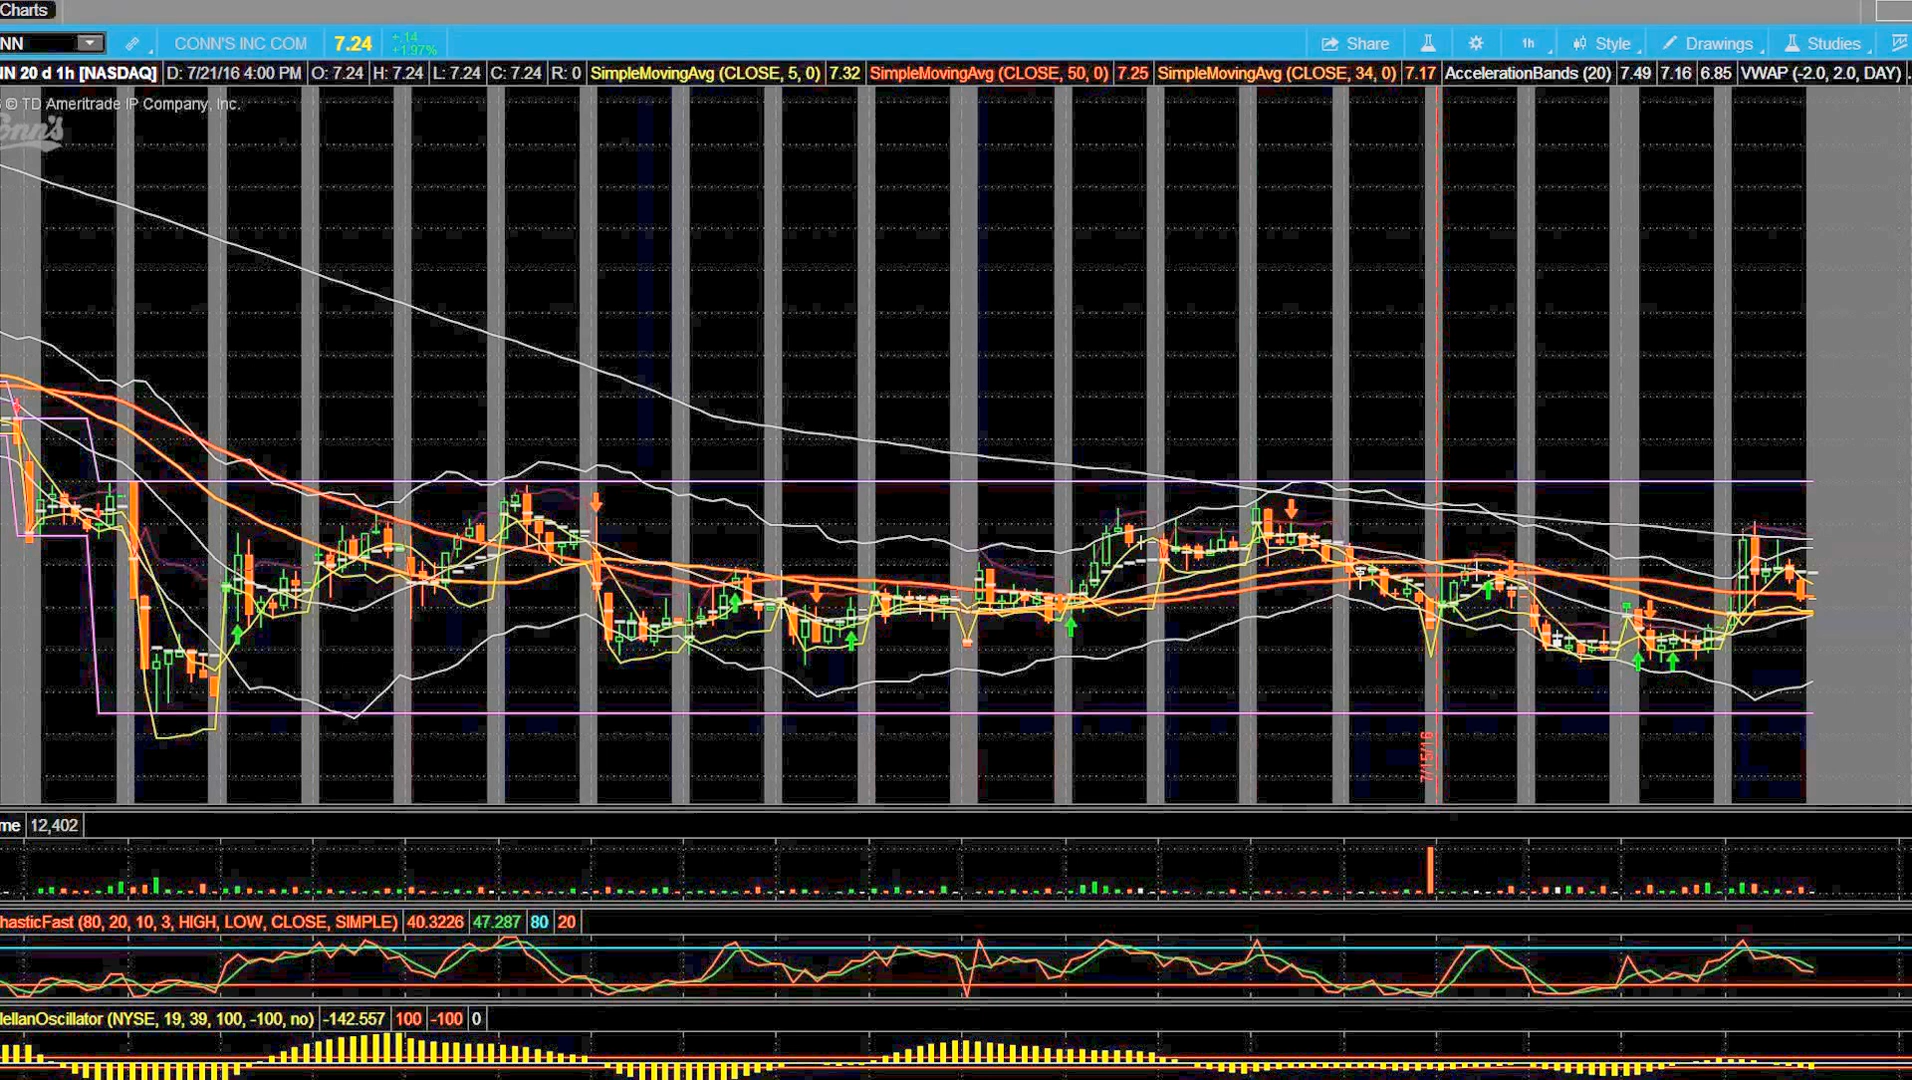 Charts
NN CONN'S INC COM 7.24 +.14 +1.97% Share 1h Style Drawings Studies
NN 20 d 1h [NASDAQ] D: 7/21/16 4:00 PM O: 7.24 H: 7.24 L: 7.24 C: 7.24 R: 0 SimpleMovingAvg (CLOSE, 5, 0) 7.32 SimpleMovingAvg (CLOSE, 50, 0) 7.25 SimpleMovingAvg (CLOSE, 34, 0) 7.17 AccelerationBands (20) 7.49 7.16 6.85 VWAP (-2.0, 2.0, DAY)
© TD Ameritrade IP Company, Inc.
Conn's
7/15/16
me 12,402
hasticFast (80, 20, 10, 3, HIGH, LOW, CLOSE, SIMPLE) 40.3226 47.287 80 20
lellanOscillator (NYSE, 19, 39, 100, -100, no) -142.557 100 -100 0